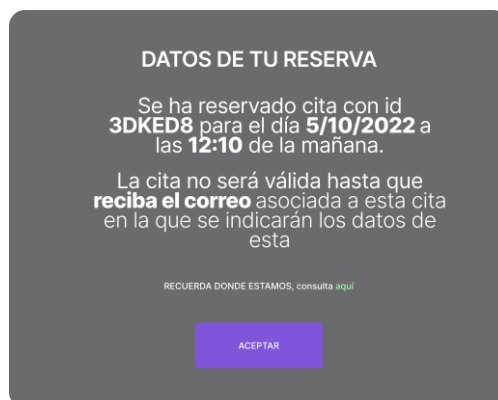 DATOS DE TU RESERVA
Se ha reservado cita con id
3DKED8 para el día 5/10/2022 a
las 12:10 de la mañana.
La cita no será válida hasta que
reciba el correo asociada a esta cita
en la que se indicarán los datos de
esta
RECUERDA DONDE ESTAMOS, consulta aquí
ACEPTAR